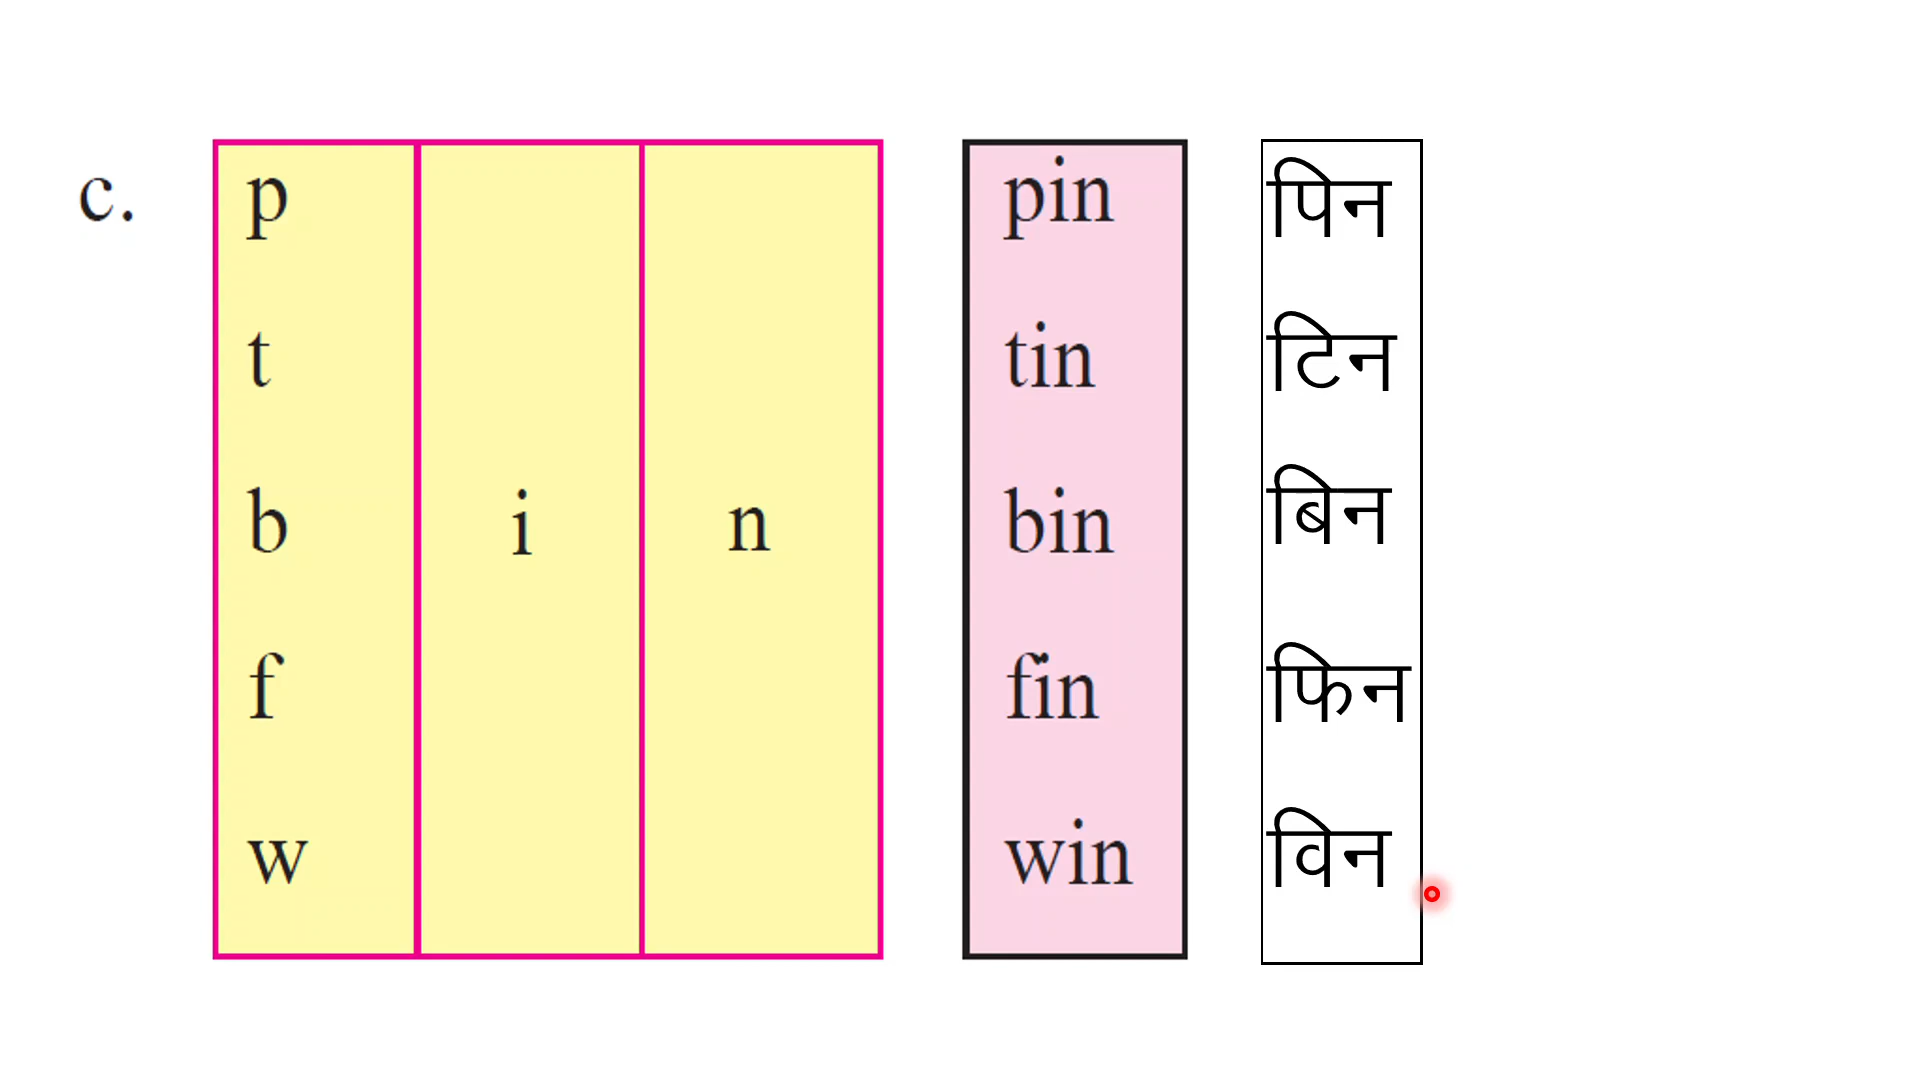 c. p pin पिन
t tin टिन
b i n bin बिन
f fin फिन
w win विन